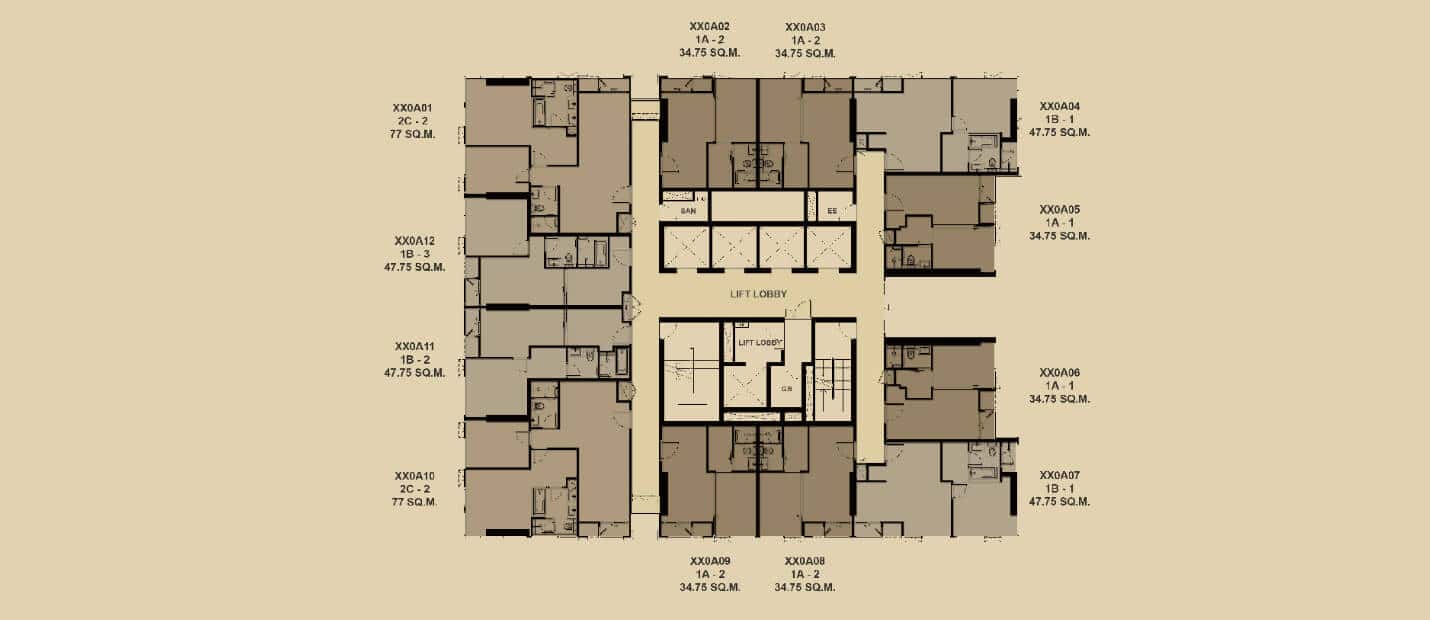 XX0A02
1A - 2
34.75 SQ.M.
XX0A03
1A - 2
34.75 SQ.M.
XX0A01
2C - 2
77 SQ.M.
XX0A04
1B - 1
47.75 SQ.M.
SAN
EE
XX0A05
1A - 1
34.75 SQ.M.
XX0A12
1B - 3
47.75 SQ.M.
LIFT LOBBY
LIFT LOBBY
XX0A11
1B - 2
47.75 SQ.M.
GB
XX0A06
1A - 1
34.75 SQ.M.
XX0A10
2C - 2
77 SQ.M.
XX0A07
1B - 1
47.75 SQ.M.
XX0A09
1A - 2
34.75 SQ.M.
XX0A08
1A - 2
34.75 SQ.M.